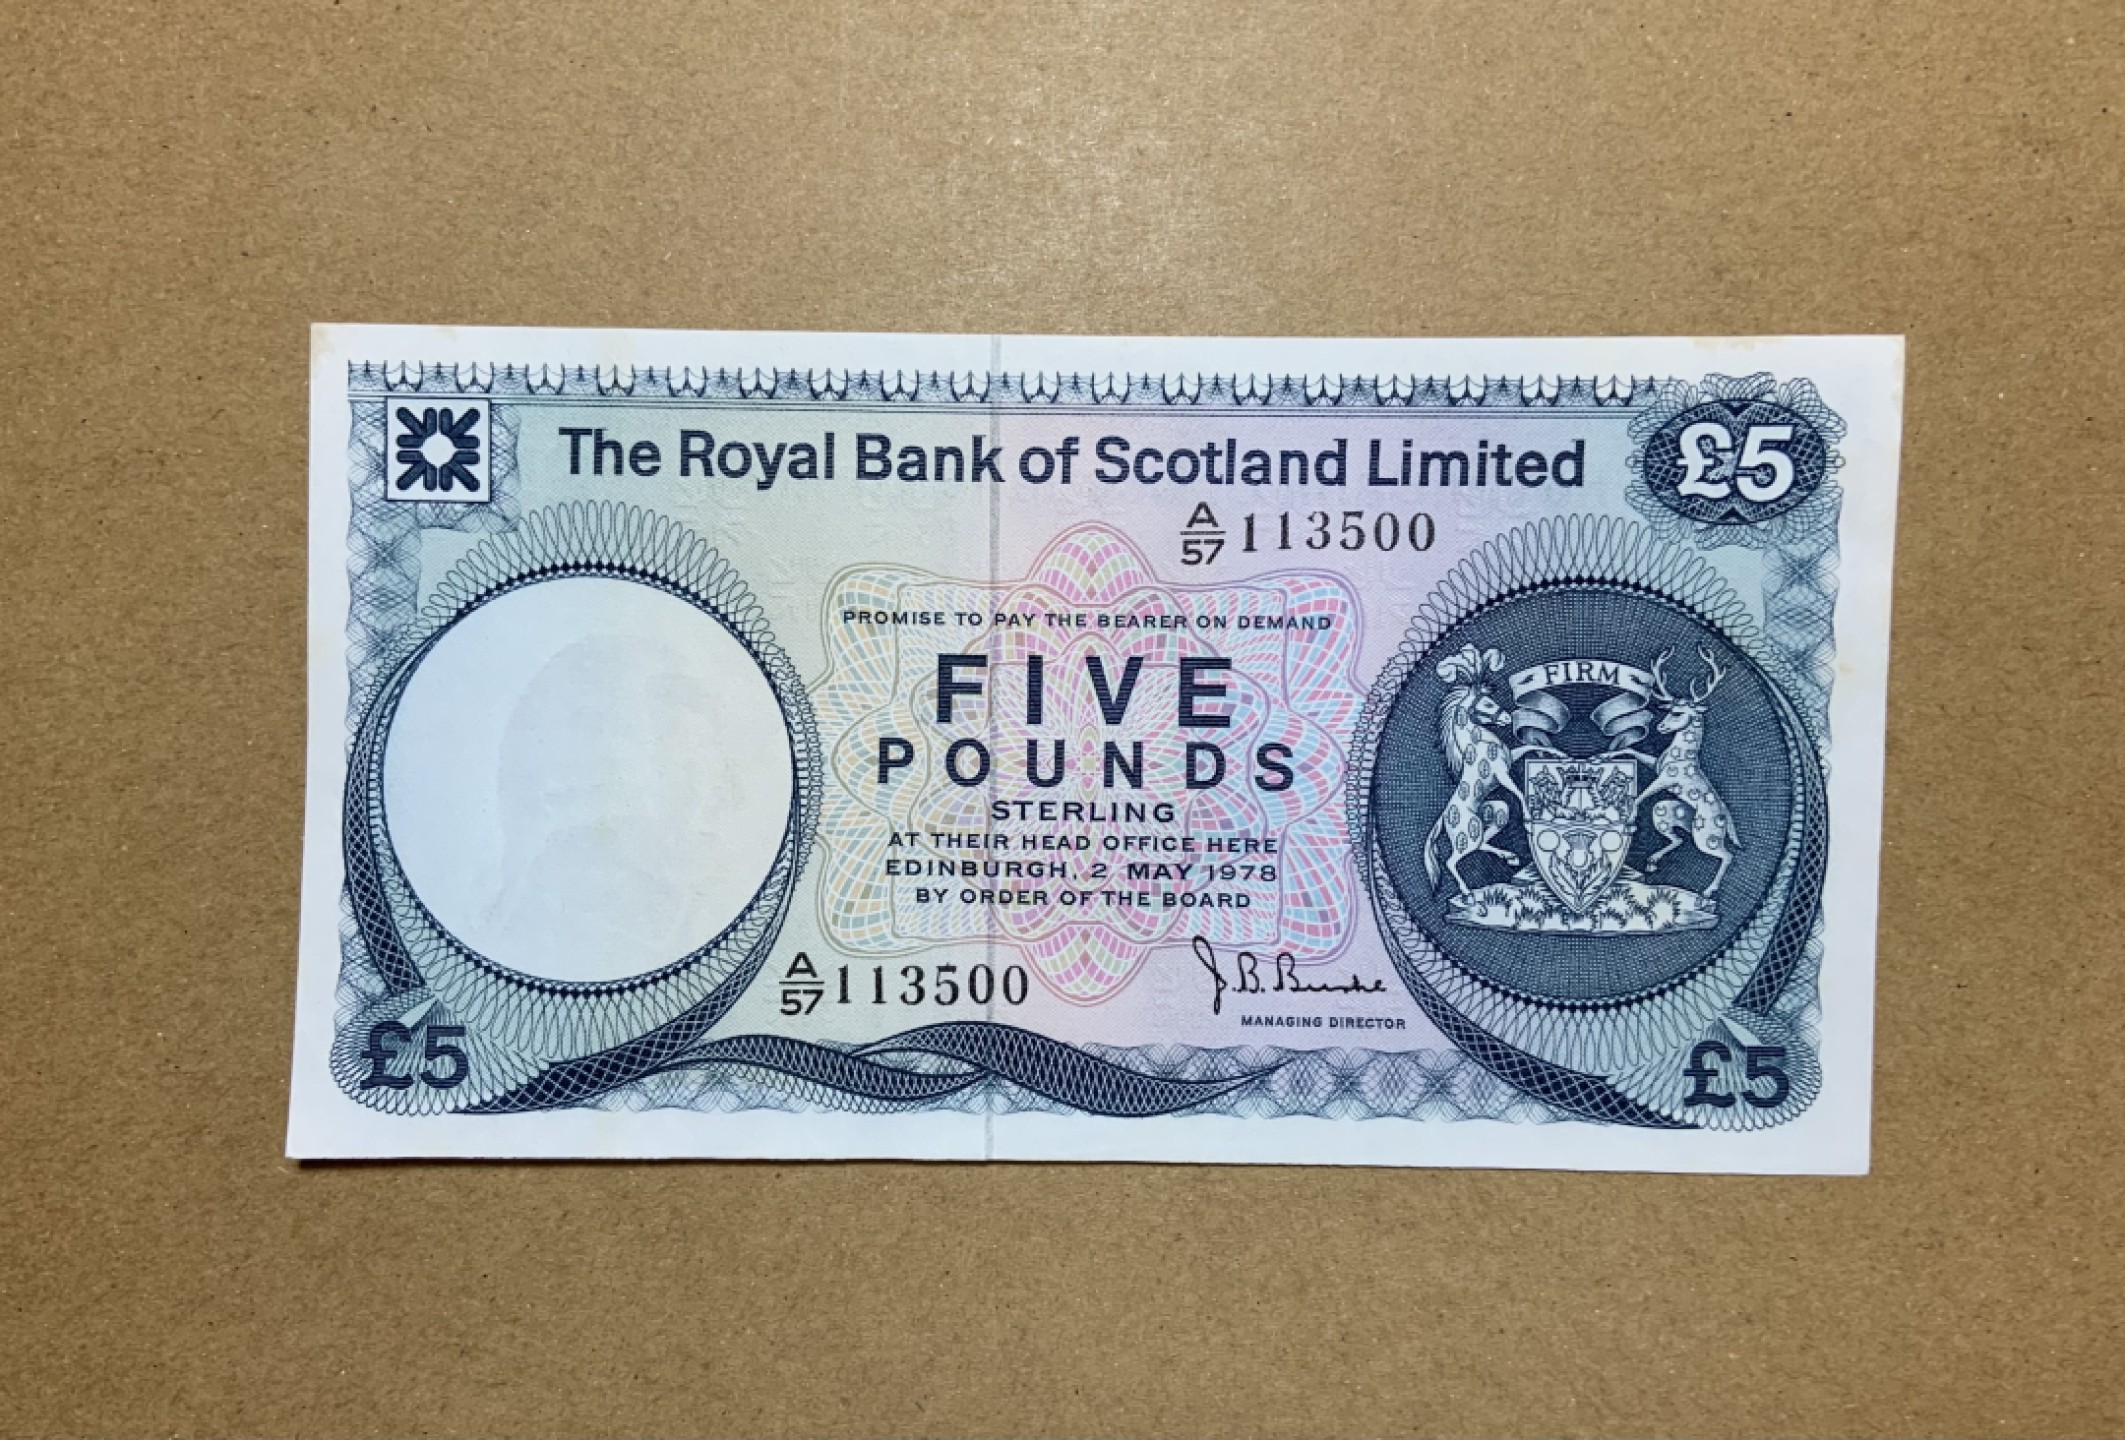 The Royal Bank of Scotland Limited
£5
A/57 113500
PROMISE TO PAY THE BEARER ON DEMAND
FIVE
POUNDS
STERLING
AT THEIR HEAD OFFICE HERE
EDINBURGH, 2 MAY 1978
BY ORDER OF THE BOARD
FIRM
A/57 113500
J. B. Burke
MANAGING DIRECTOR
£5
£5